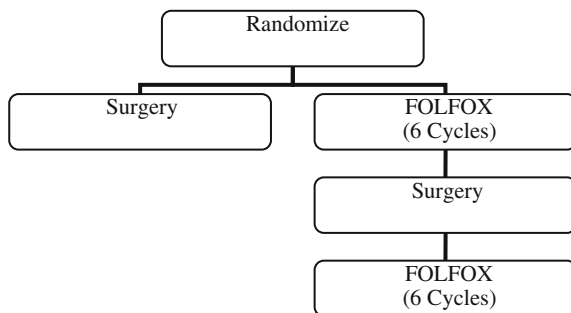 Randomize
Surgery
FOLFOX
(6 Cycles)
Surgery
FOLFOX
(6 Cycles)